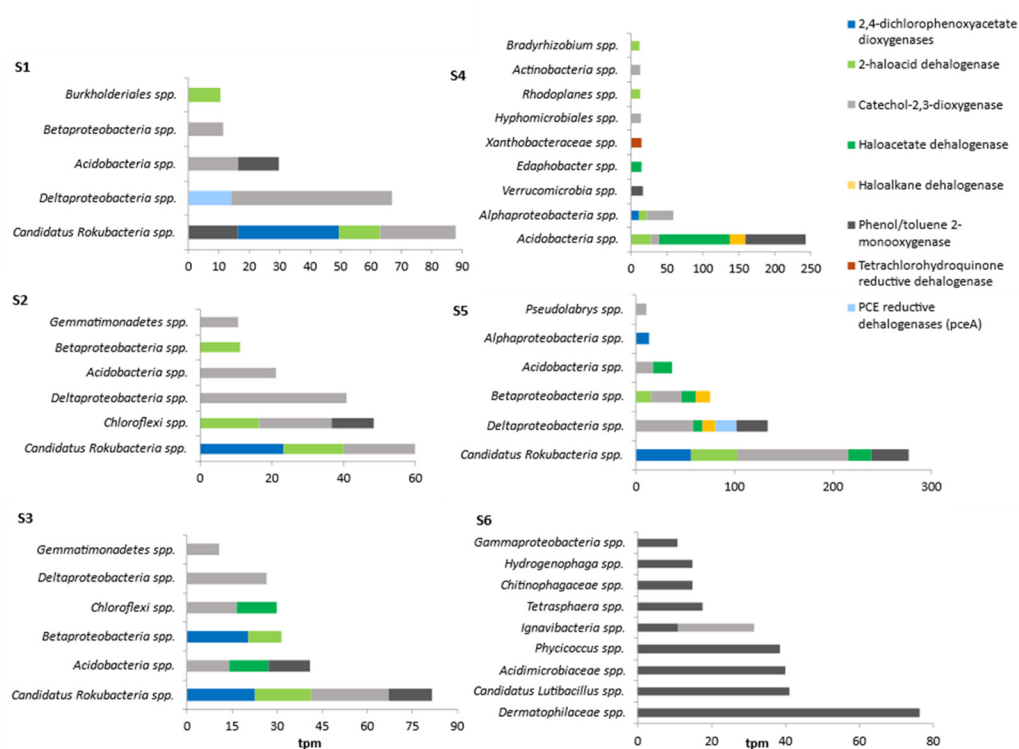 S1
Burkholderiales spp.
Betaproteobacteria spp.
Acidobacteria spp.
Deltaproteobacteria spp.
Candidatus Rokubacteria spp.
0 10 20 30 40 50 60 70 80 90
S2
Gemmatimonadetes spp.
Betaproteobacteria spp.
Acidobacteria spp.
Deltaproteobacteria spp.
Chloroflexi spp.
Candidatus Rokubacteria spp.
0 20 40 60
S3
Gemmatimonadetes spp.
Deltaproteobacteria spp.
Chloroflexi spp.
Betaproteobacteria spp.
Acidobacteria spp.
Candidatus Rokubacteria spp.
0 15 30 45 60 75 90
tpm
S4
Bradyrhizobium spp.
Actinobacteria spp.
Rhodoplanes spp.
Hyphomicrobiales spp.
Xanthobacteraceae spp.
Edaphobacter spp.
Verrucomicrobia spp.
Alphaproteobacteria spp.
Acidobacteria spp.
0 50 100 150 200 250
S5
Pseudolabrys spp.
Alphaproteobacteria spp.
Acidobacteria spp.
Betaproteobacteria spp.
Deltaproteobacteria spp.
Candidatus Rokubacteria spp.
0 100 200 300
S6
Gammaproteobacteria spp.
Hydrogenophaga spp.
Chitinophagaceae spp.
Tetrasphaera spp.
Ignavibacteria spp.
Phycicoccus spp.
Acidimicrobiaceae spp.
Candidatus Lutibacillus spp.
Dermatophilaceae spp.
0 20 40 60 80
tpm
2,4-dichlorophenoxyacetate
dioxygenases
2-haloacid dehalogenase
Catechol-2,3-dioxygenase
Haloacetate dehalogenase
Haloalkane dehalogenase
Phenol/toluene 2-
monooxygenase
Tetrachlorohydroquinone
reductive dehalogenase
PCE reductive
dehalogenases (pceA)